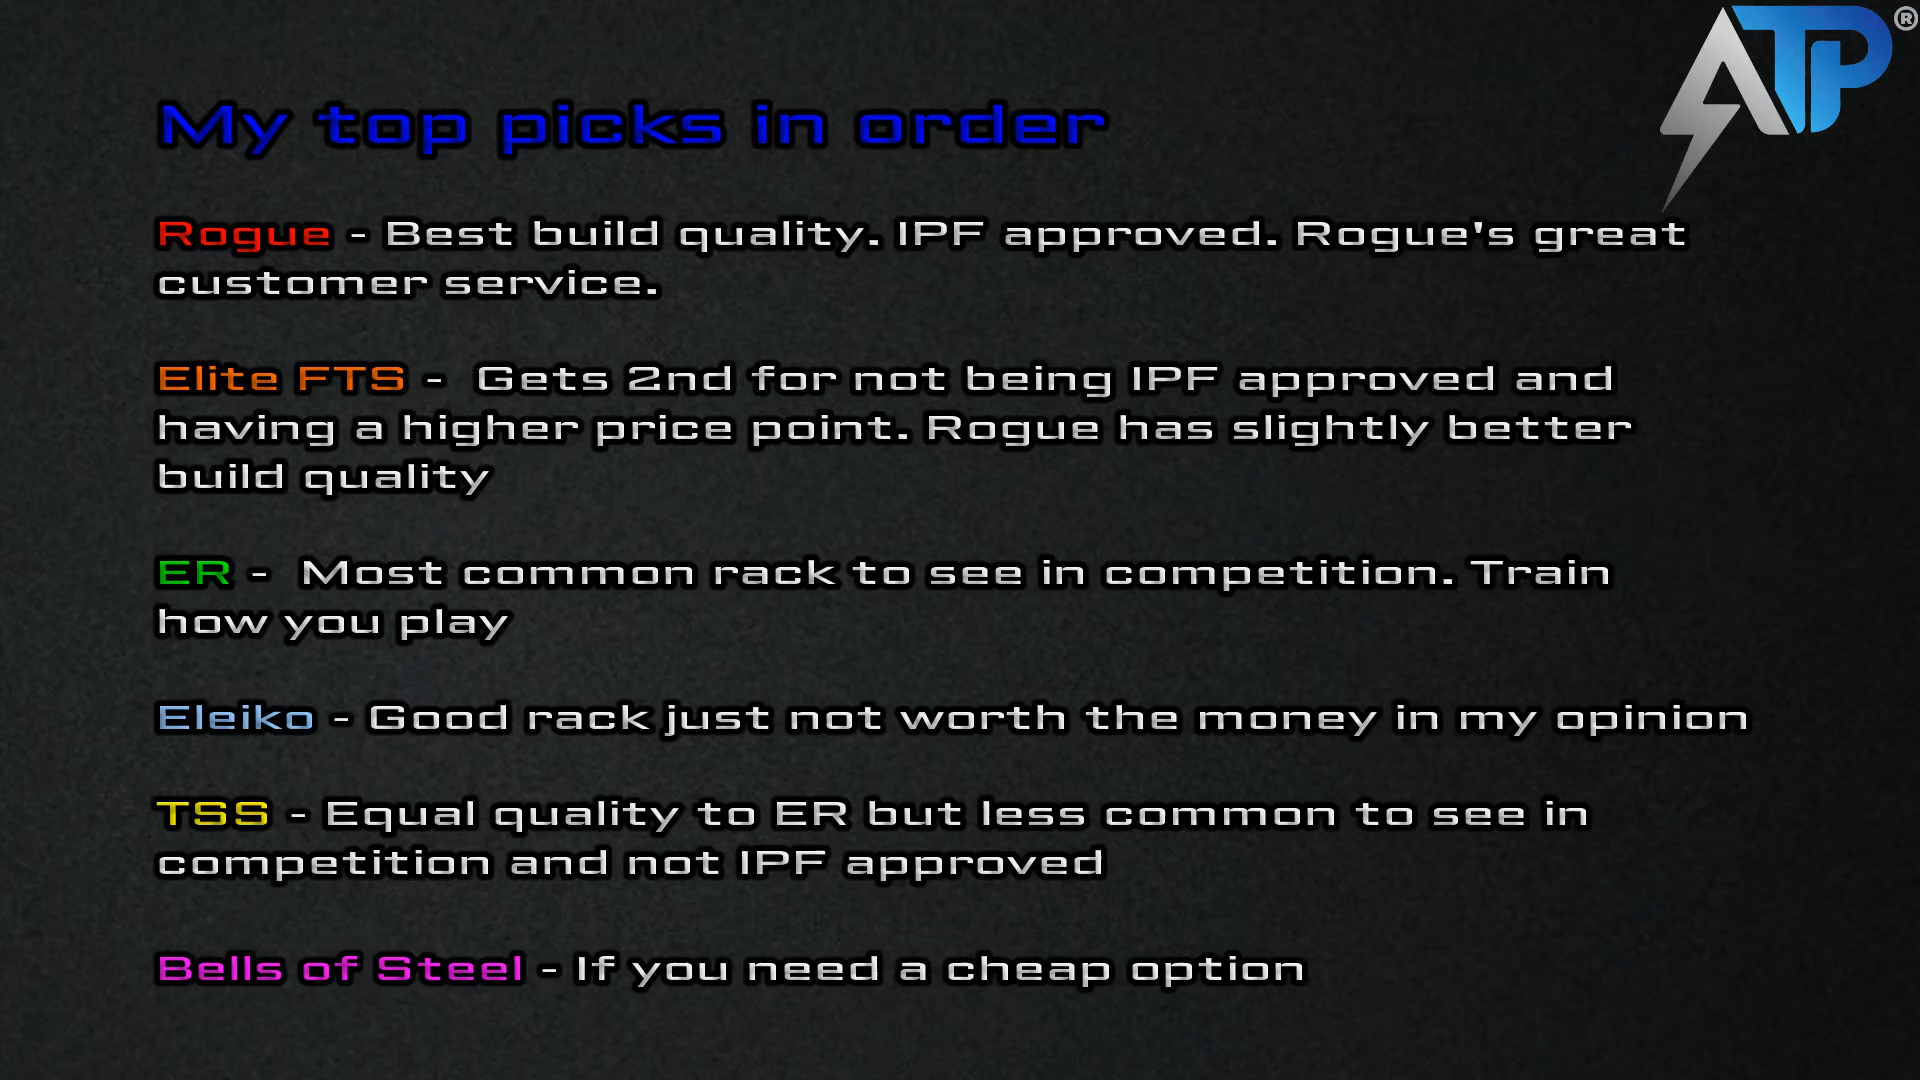 ATP®
My top picks in order
Rogue - Best build quality. IPF approved. Rogue's great
customer service.
Elite FTS - Gets 2nd for not being IPF approved and
having a higher price point. Rogue has slightly better
build quality
ER - Most common rack to see in competition. Train
how you play
Eleiko - Good rack just not worth the money in my opinion
TSS - Equal quality to ER but less common to see in
competition and not IPF approved
Bells of Steel - If you need a cheap option